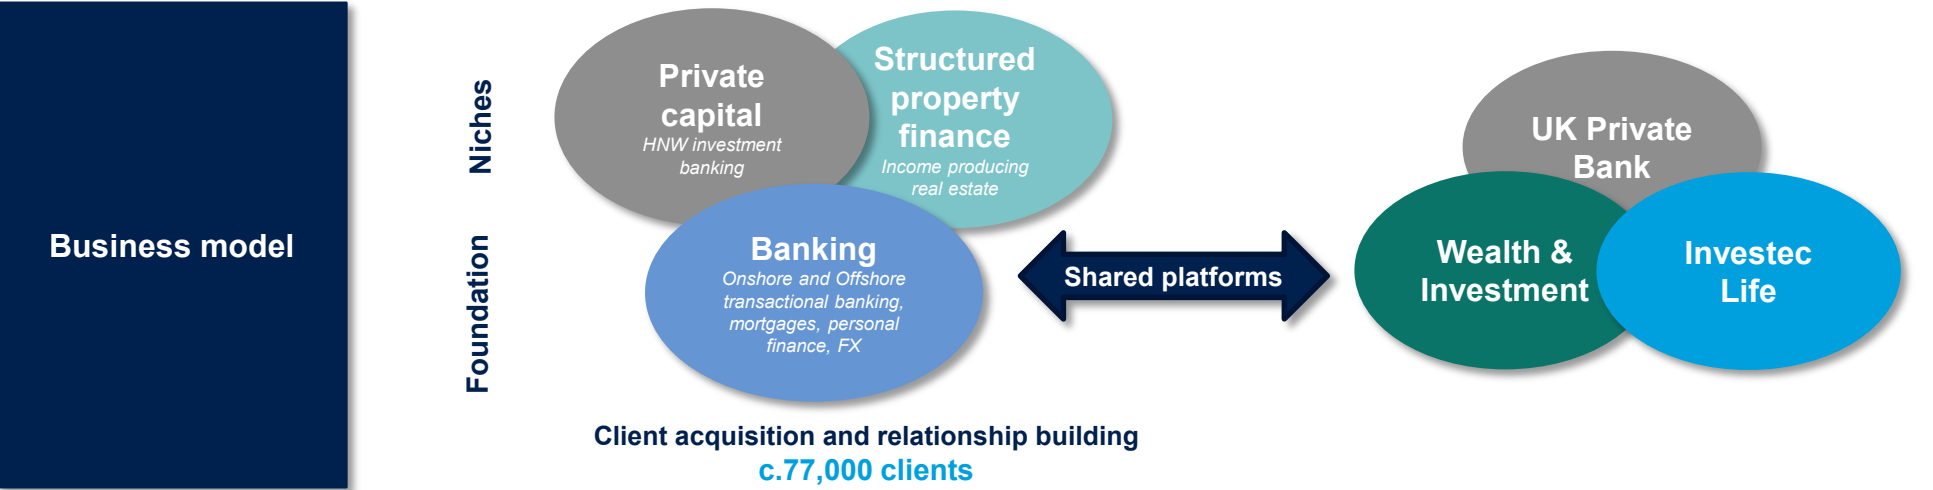 Business model
Niches
Foundation
Private
capital
HNW investment
banking
Structured
property
finance
Income producing
real estate
Banking
Onshore and Offshore
transactional banking,
mortgages, personal
finance, FX
Client acquisition and relationship building
c.77,000 clients
Shared platforms
UK Private
Bank
Wealth &
Investment
Investec
Life